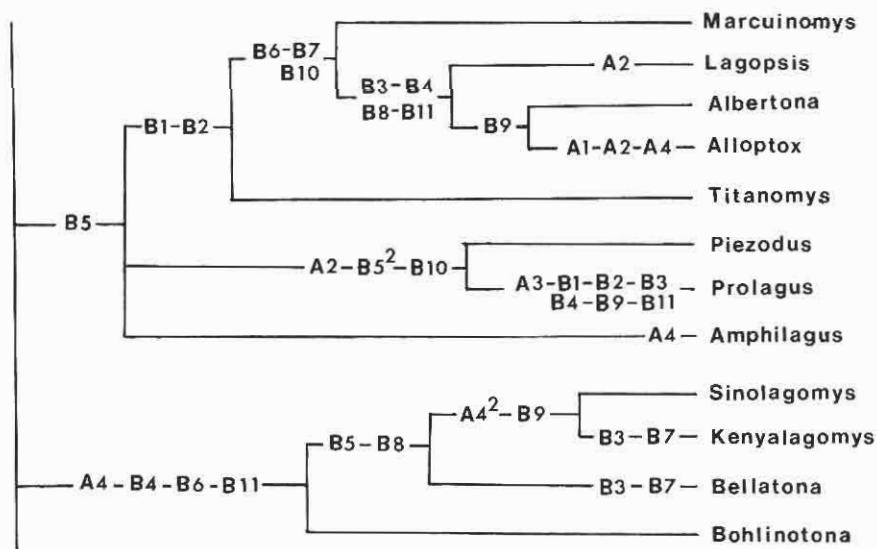 Marcuinomys
B6-B7
B10
A2 Lagopsis
B3-B4
B8-B11
Albertona
B1-B2
B9
A1-A2-A4 Alloptox
Titanomys
B5
Piezodus
A2-B5²-B10
A3-B1-B2-B3 Prolagus
B4-B9-B11
A4 Amphilagus
Sinolagomys
A4²-B9
B3-B7 Kenyalagomys
B5-B8
A4-B4-B6-B11
B3-B7 Bellatona
Bohlinotona